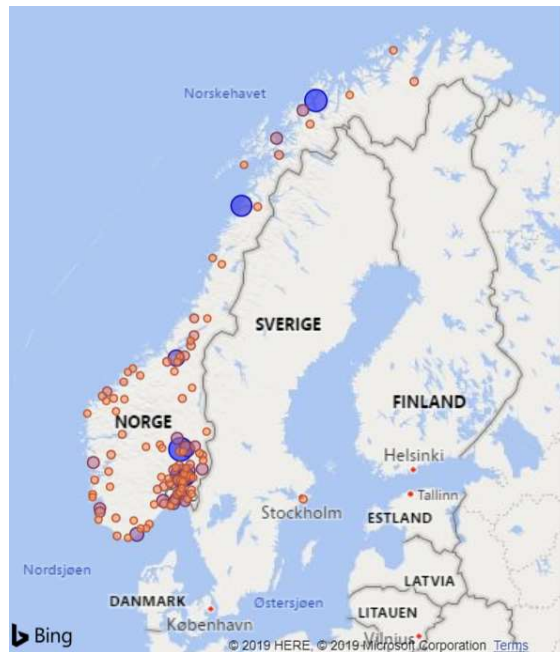 Norskehavet
SVERIGE
FINLAND
NORGE
Helsinki
Tallinn
Stockholm
ESTLAND
Nordsjøen
LATVIA
DANMARK
Østersjøen
LITAUEN
København
Vilnius
Bing
© 2019 HERE, © 2019 Microsoft Corporation Terms